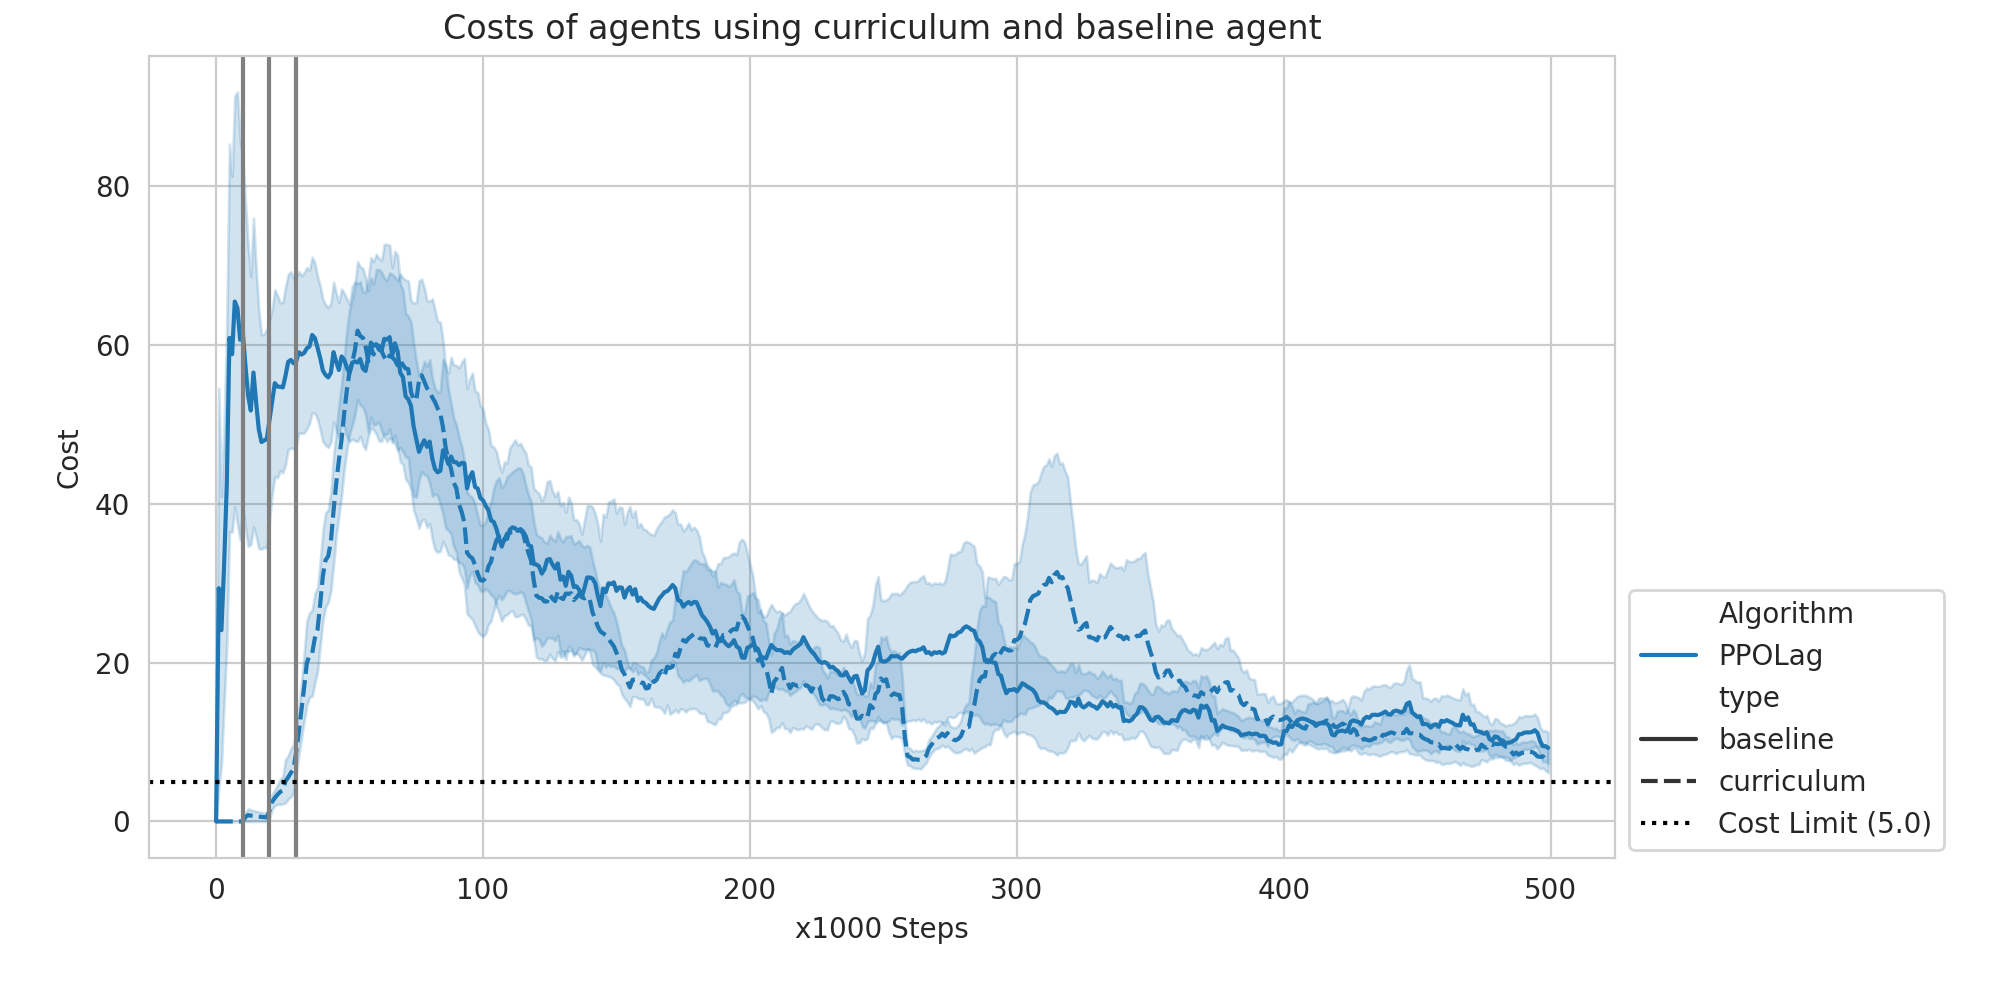 Costs of agents using curriculum and baseline agent
Cost
80
60
40
20
0
0 100 200 300 400 500
x1000 Steps
Algorithm
PPOLag
type
baseline
curriculum
Cost Limit (5.0)